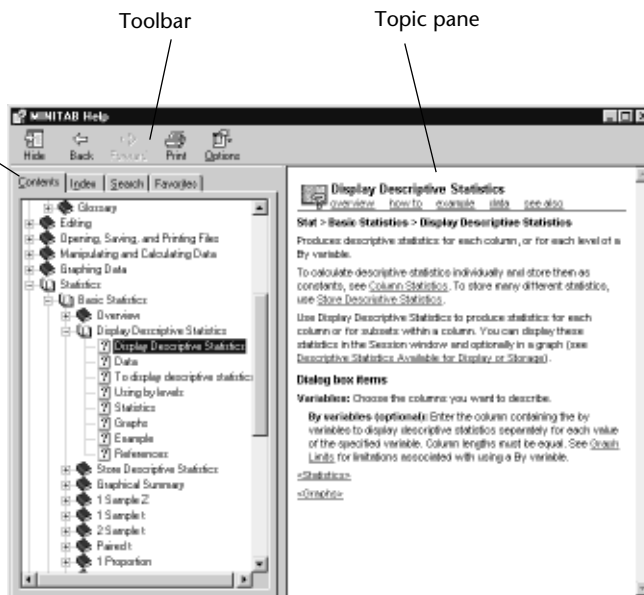 Toolbar
Topic pane
MINITAB Help
Hide Back Forward Print Options
Contents Index Search Favorites
Glossary
Editing
Opening, Saving, and Printing Files
Manipulating and Calculating Data
Graphing Data
Statistics
Basic Statistics
Overview
Display Descriptive Statistics
Display Descriptive Statistics
Data
To display descriptive statistic
Using by levels
Statistics
Graphs
Example
References
Store Descriptive Statistics
Graphical Summary
1 Sample Z
1 Sample t
2 Sample t
Paired t
1 Proportion
Display Descriptive Statistics
overview how to example data see also
Stat > Basic Statistics > Display Descriptive Statistics
Produces descriptive statistics for each column, or for each level of a
By variable.
To calculate descriptive statistics individually and store them as
constants, see Column Statistics. To store many different statistics,
use Store Descriptive Statistics.
Use Display Descriptive Statistics to produce statistics for each
column or for subsets within a column. You can display these
statistics in the Session window and optionally in a graph (see
Descriptive Statistics Available for Display or Storage).
Dialog box items
Variables: Choose the columns you want to describe.
By variables (optional): Enter the column containing the by
variables to display descriptive statistics separately for each value
of the specified variable. Column lengths must be equal. See Graph
Limits for limitations associated with using a By variable.
<Statistics>
<Graphs>